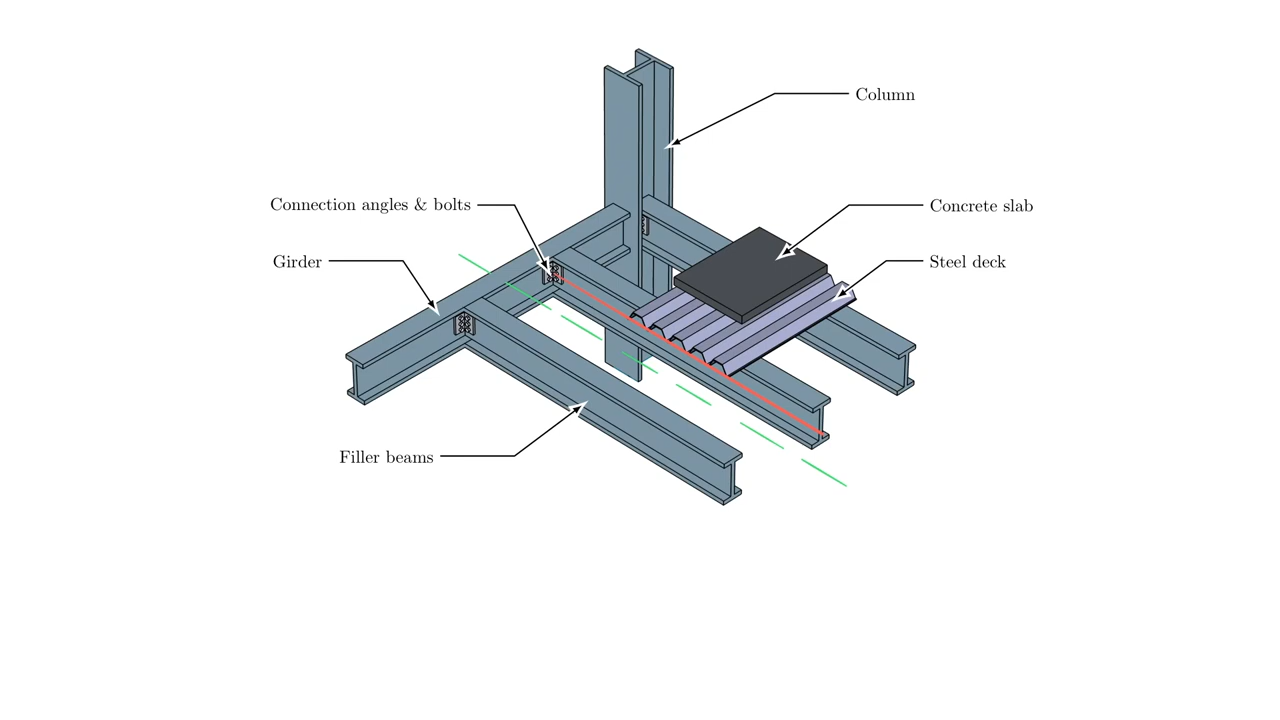 Column
Connection angles & bolts
Concrete slab
Girder
Steel deck
Filler beams